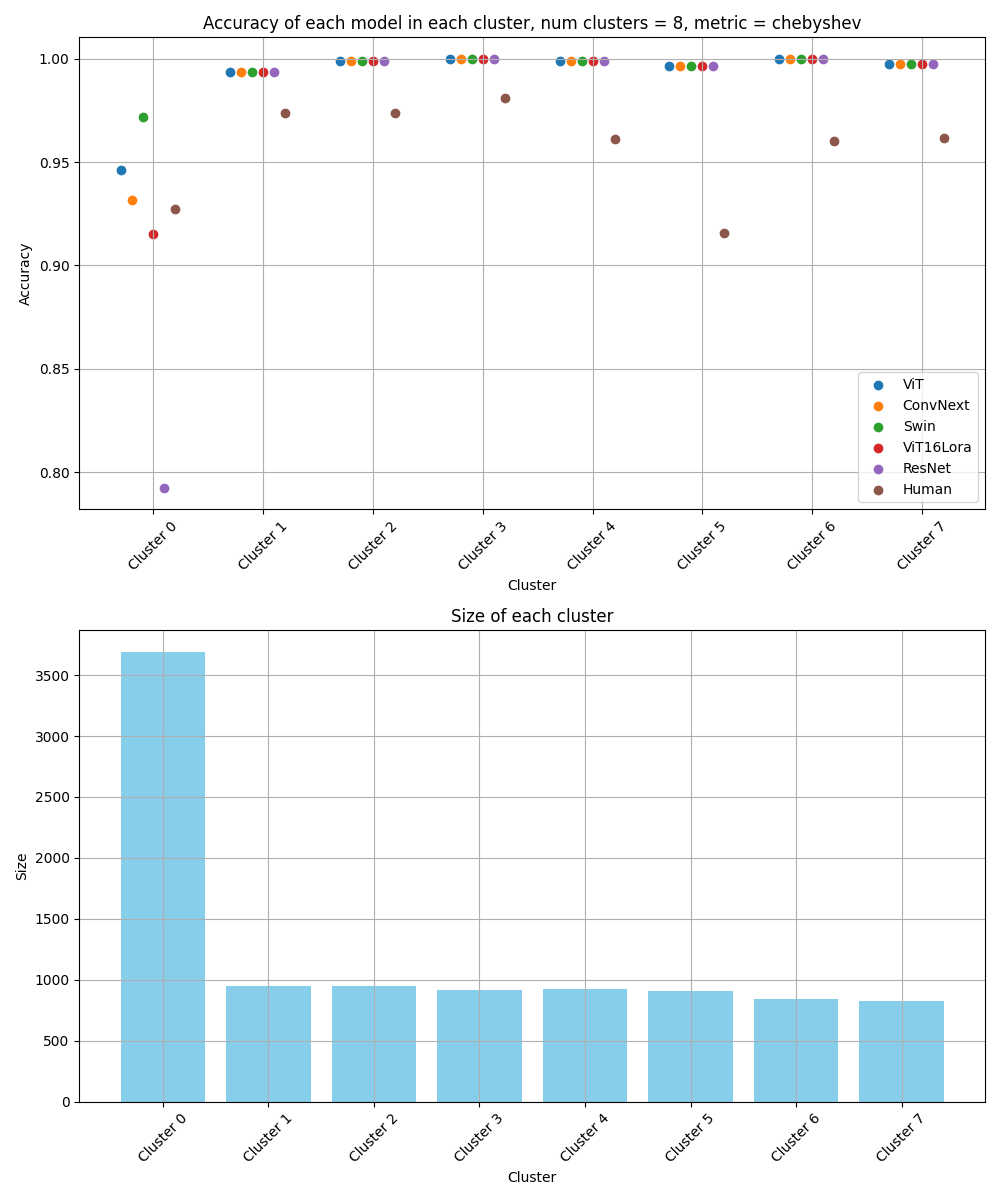 Accuracy of each model in each cluster, num clusters = 8, metric = chebyshev
1.00
0.95
0.90
0.85
0.80
Accuracy
ViT
ConvNext
Swin
ViT16Lora
ResNet
Human
Cluster 0
Cluster 1
Cluster 2
Cluster 3
Cluster 4
Cluster 5
Cluster 6
Cluster 7
Cluster
Size of each cluster
3500
3000
2500
2000
1500
1000
500
0
Size
Cluster 0
Cluster 1
Cluster 2
Cluster 3
Cluster 4
Cluster 5
Cluster 6
Cluster 7
Cluster